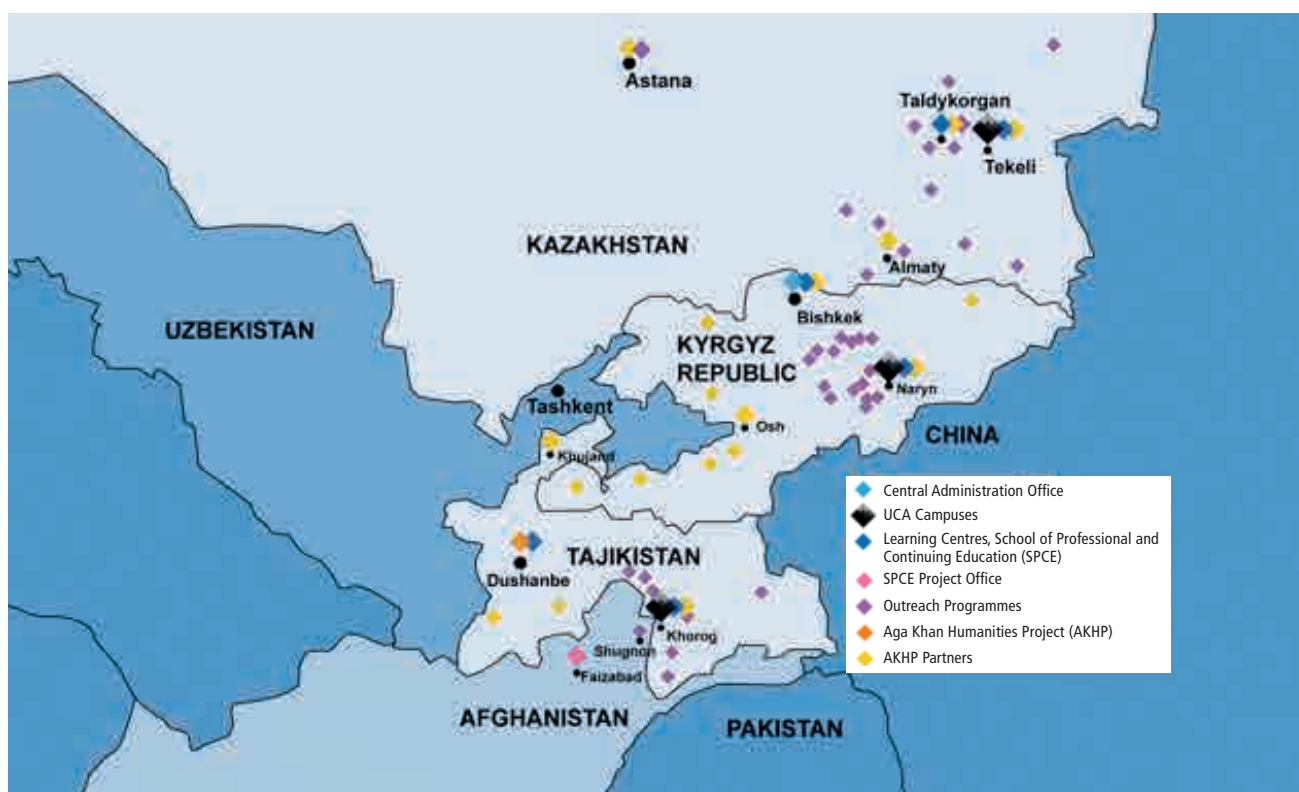 Astana
Taldykorgan
Tekeli
KAZAKHSTAN
Almaty
Bishkek
UZBEKISTAN
KYRGYZ
REPUBLIC
Naryn
Tashkent
Osh
CHINA
Khujand
Central Administration Office
UCA Campuses
Learning Centres, School of Professional and
Continuing Education (SPCE)
SPCE Project Office
Outreach Programmes
Aga Khan Humanities Project (AKHP)
AKHP Partners
TAJIKISTAN
Dushanbe
Khorog
Shugnon
Faizabad
AFGHANISTAN
PAKISTAN